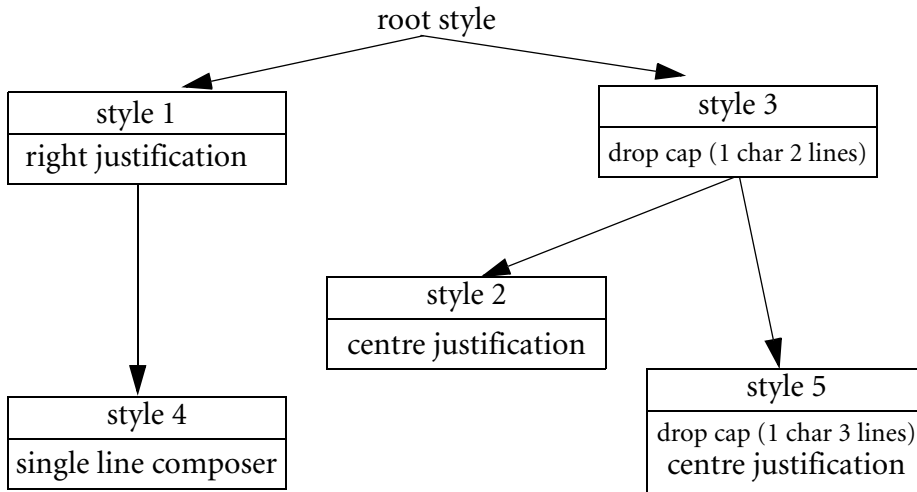 root style
style 1
right justification
style 3
drop cap (1 char 2 lines)
style 2
centre justification
style 4
single line composer
style 5
drop cap (1 char 3 lines)
centre justification